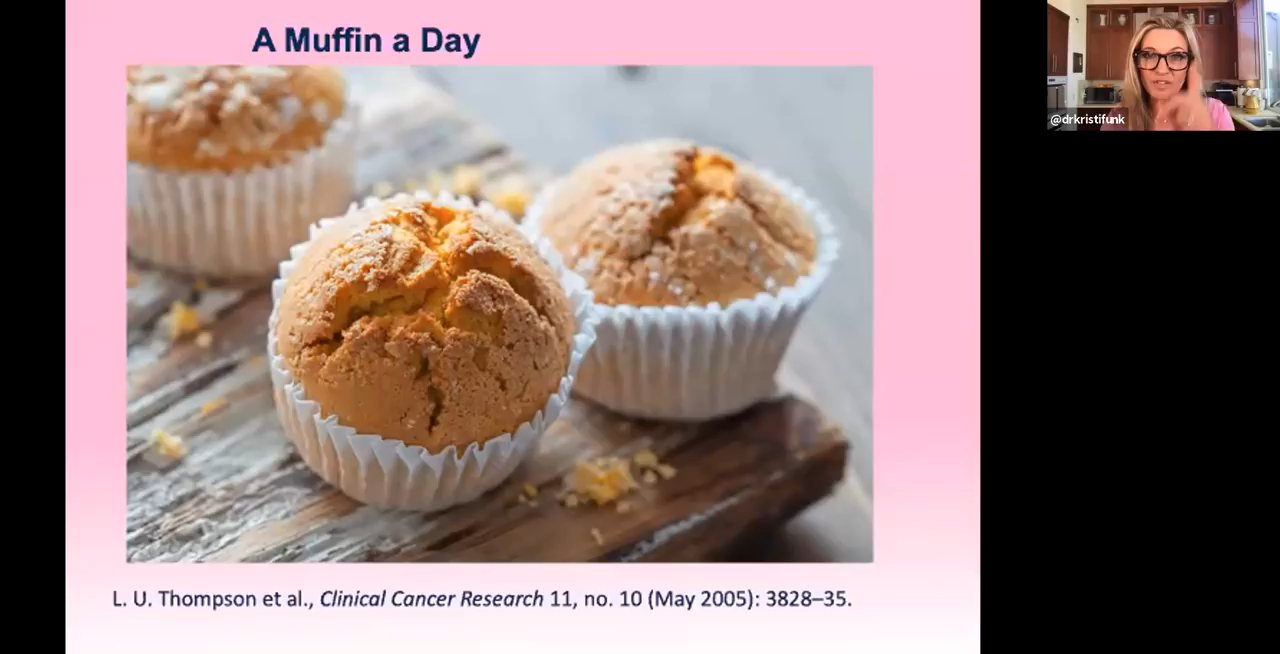 A Muffin a Day
@drkristifunk
L. U. Thompson et al., Clinical Cancer Research 11, no. 10 (May 2005): 3828–35.